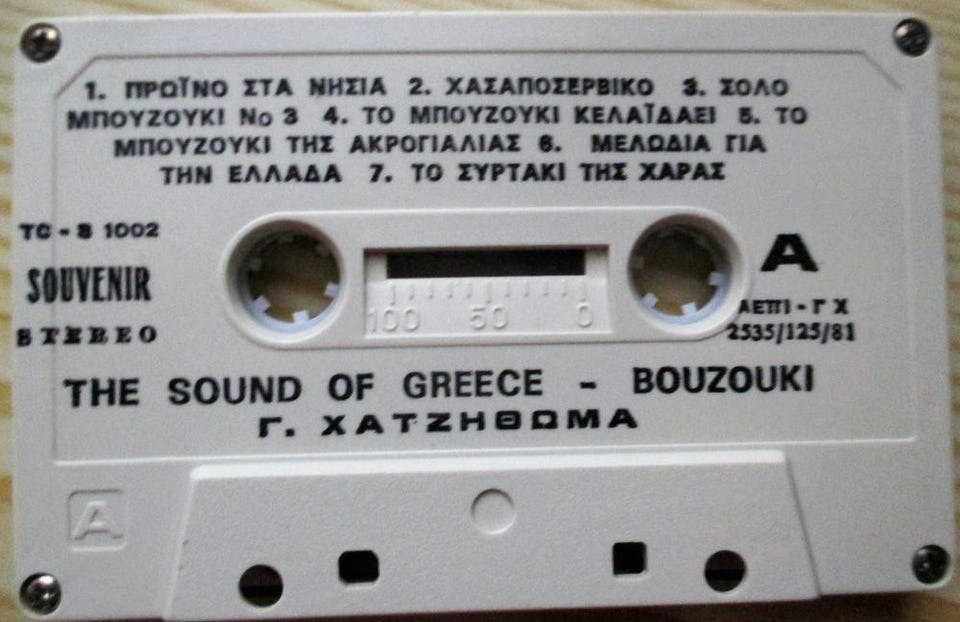 1. ΠΡΩΪΝΟ ΣΤΑ ΝΗΣΙΑ 2. ΧΑΣΑΠΟΣΕΡΒΙΚΟ 3. ΣΟΛΟ
ΜΠΟΥΖΟΥΚΙ Νο 3 4. ΤΟ ΜΠΟΥΖΟΥΚΙ ΚΕΛΑΪΔΑΕΙ 5. ΤΟ
ΜΠΟΥΖΟΥΚΙ ΤΗΣ ΑΚΡΟΓΙΑΛΙΑΣ 6. ΜΕΛΩΔΙΑ ΓΙΑ
ΤΗΝ ΕΛΛΑΔΑ 7. ΤΟ ΣΥΡΤΑΚΙ ΤΗΣ ΧΑΡΑΣ
TC - S 1002
SOUVENIR
STEREO
100 50 0
A
ΑΕΠΙ - Γ Χ
2535/125/81
THE SOUND OF GREECE - BOUZOUKI
Γ. ΧΑΤΖΗΘΩΜΑ
A